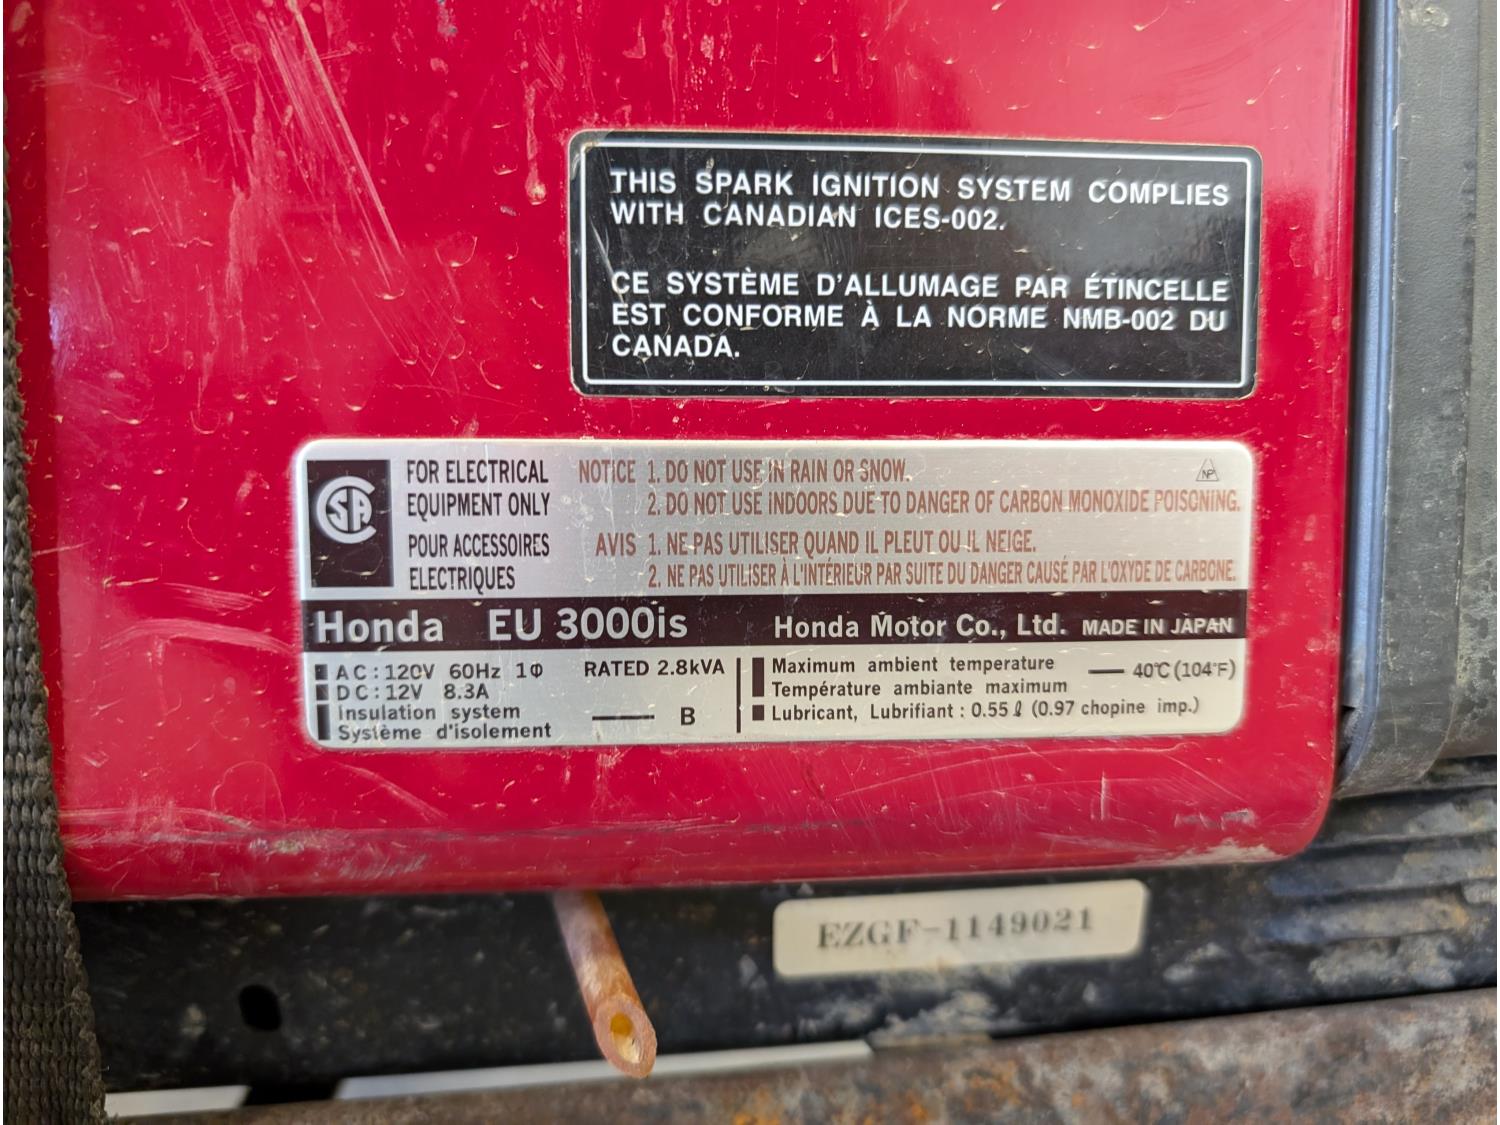 THIS SPARK IGNITION SYSTEM COMPLIES
WITH CANADIAN ICES-002.
CE SYSTÈME D'ALLUMAGE PAR ÉTINCELLE
EST CONFORME À LA NORME NMB-002 DU
CANADA.
SA
FOR ELECTRICAL
EQUIPMENT ONLY
POUR ACCESSOIRES
ELECTRIQUES
NOTICE 1. DO NOT USE IN RAIN OR SNOW.
2. DO NOT USE INDOORS DUE TO DANGER OF CARBON MONOXIDE POISONING.
AVIS 1. NE PAS UTILISER QUAND IL PLEUT OU IL NEIGE.
2. NE PAS UTILISER À L'INTÉRIEUR PAR SUITE DU DANGER CAUSÉ PAR L'OXYDE DE CARBONE.
NP
Honda EU 3000is Honda Motor Co., Ltd. MADE IN JAPAN
AC : 120V 60Hz 1Φ RATED 2.8kVA
DC : 12V 8.3A
Insulation system
Système d'isolement — B
Maximum ambient temperature — 40℃ (104°F)
Température ambiante maximum
Lubricant, Lubrifiant : 0.55 ℓ (0.97 chopine imp.)
EZGF-1149021